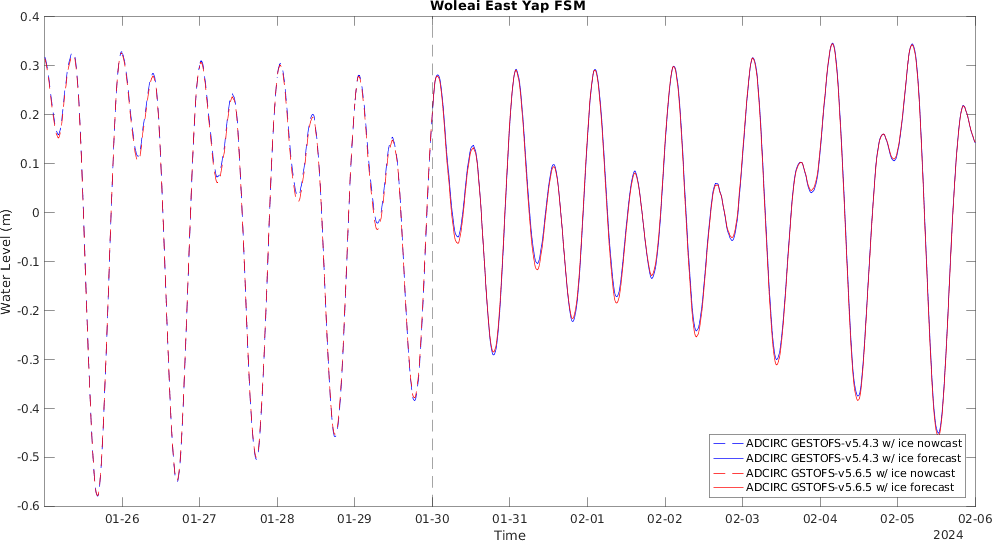 Woleai East Yap FSM
Water Level (m)
0.4
0.3
0.2
0.1
0
-0.1
-0.2
-0.3
-0.4
-0.5
-0.6
ADCIRC GESTOFS-v5.4.3 w/ ice nowcast
ADCIRC GESTOFS-v5.4.3 w/ ice forecast
ADCIRC GSTOFS-v5.6.5 w/ ice nowcast
ADCIRC GSTOFS-v5.6.5 w/ ice forecast
01-26 01-27 01-28 01-29 01-30 01-31 02-01 02-02 02-03 02-04 02-05 02-06
Time
2024